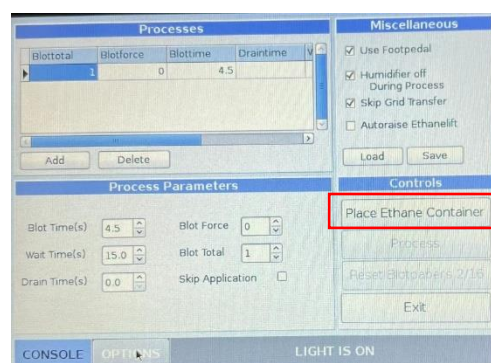 Processes
Blottotal Blotforce Blottime Draintime
1 0 4.5
Add Delete
Miscellaneous
Use Footpedal
Humidifier off
During Process
Skip Grid Transfer
Autoraise Ethanelift
Load Save
Process Parameters
Blot Time(s) 4.5 Blot Force 0
Wait Time(s) 15.0 Blot Total 1
Drain Time(s) 0.0 Skip Application
Controls
Place Ethane Container
Process
Reset Blotpapers 2/16
Exit
CONSOLE OPTIONS LIGHT IS ON